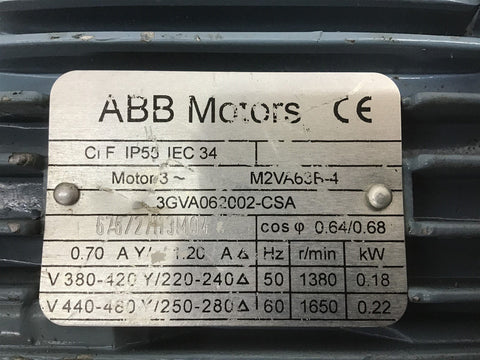 ABB Motors CE
Cl F IP55 IEC 34
Motor 3 ~ M2VA63B-4
3GVA062002-CSA
cos φ 0.64/0.68
0.70 A Y/ 1.20 A Δ Hz r/min kW
V 380-420 Y/220-240 Δ 50 1380 0.18
V 440-480 Y/250-280 Δ 60 1650 0.22